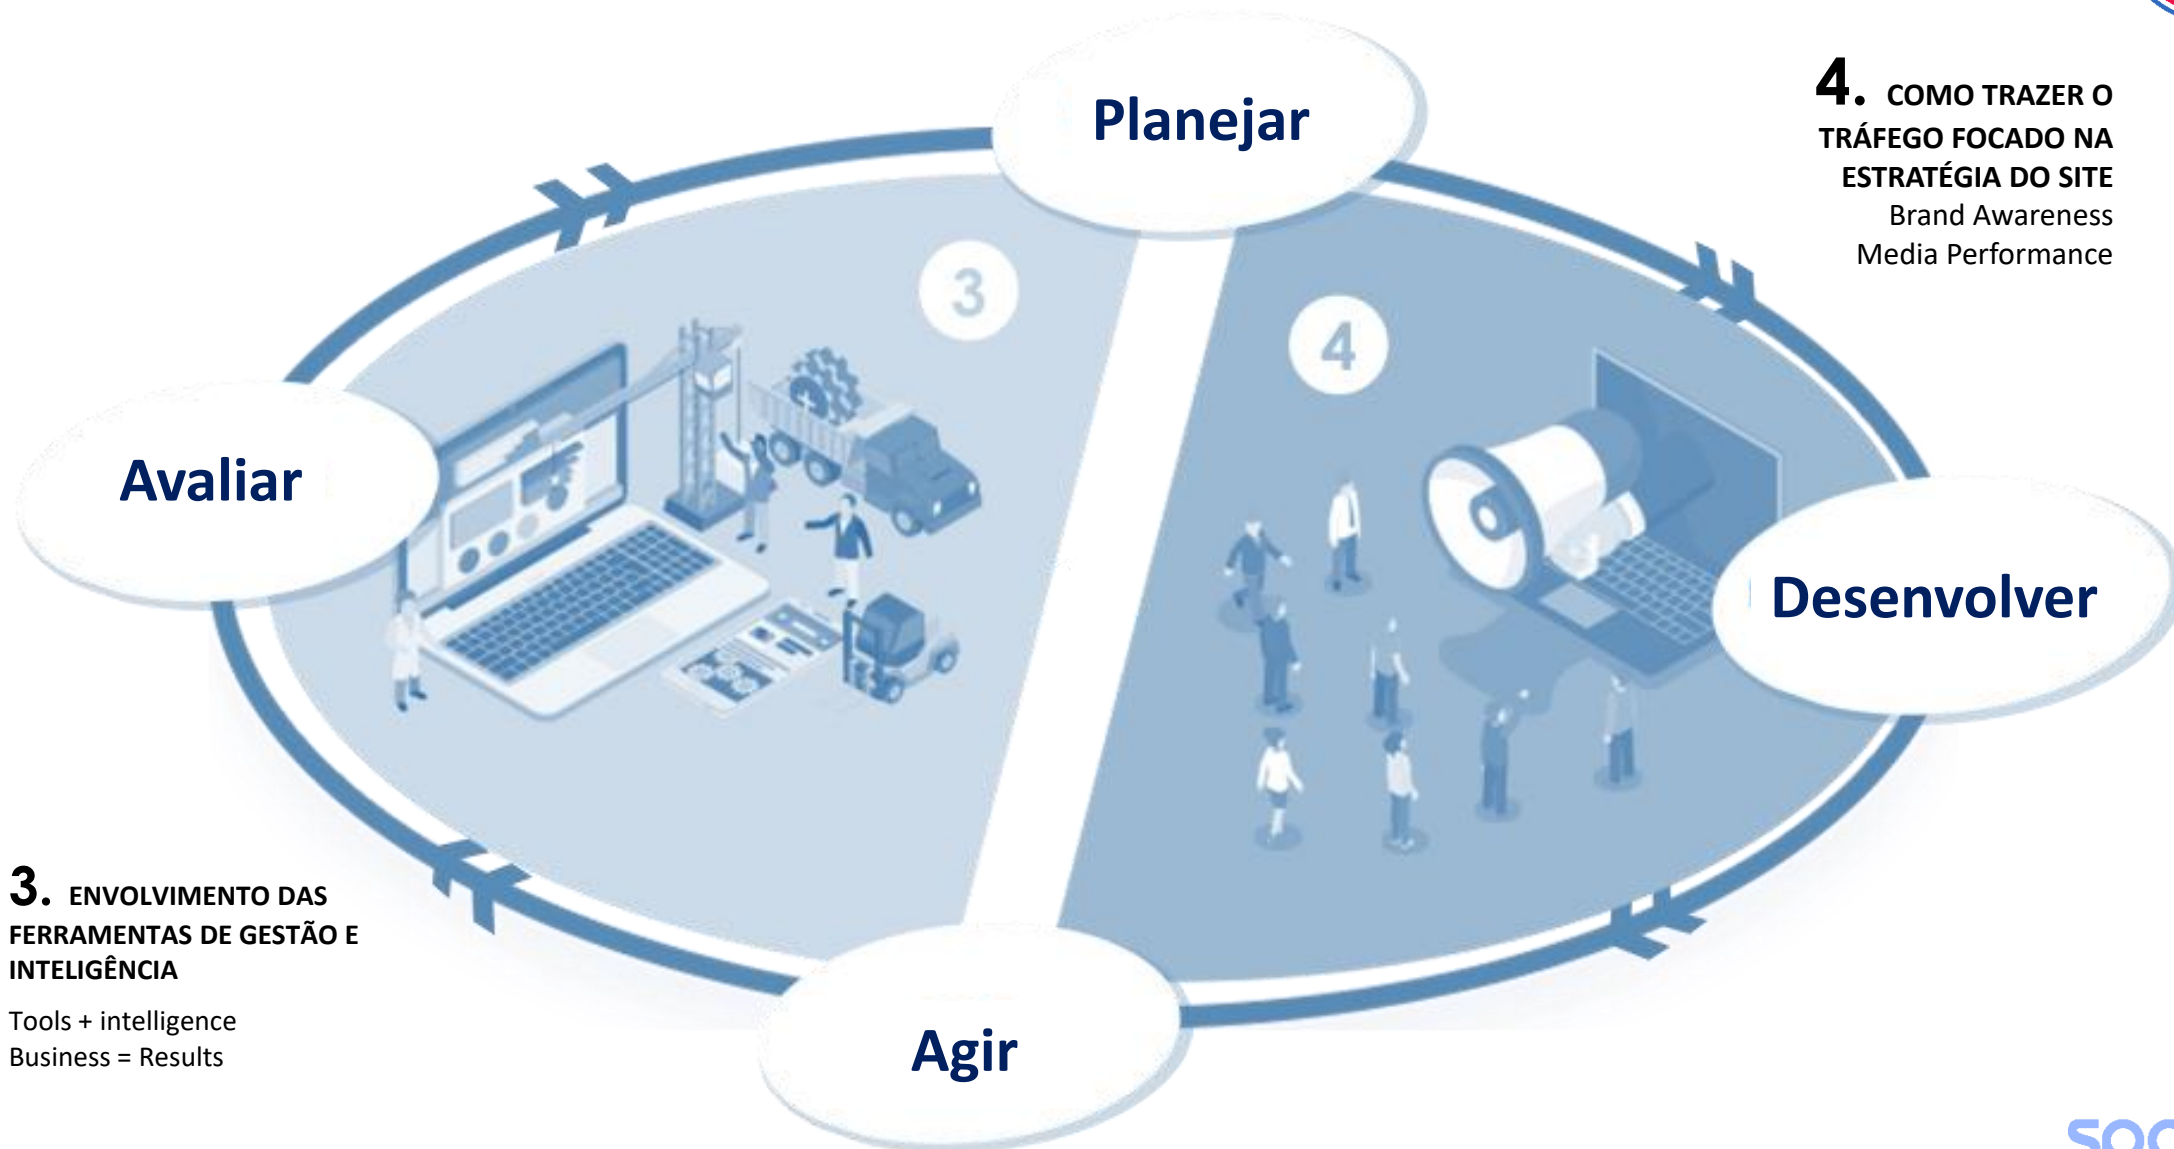 Planejar
4. COMO TRAZER O
TRÁFEGO FOCADO NA
ESTRATÉGIA DO SITE
Brand Awareness
Media Performance
3
4
Avaliar
Desenvolver
3. ENVOLVIMENTO DAS
FERRAMENTAS DE GESTÃO E
INTELIGÊNCIA
Tools + intelligence
Business = Results
Agir